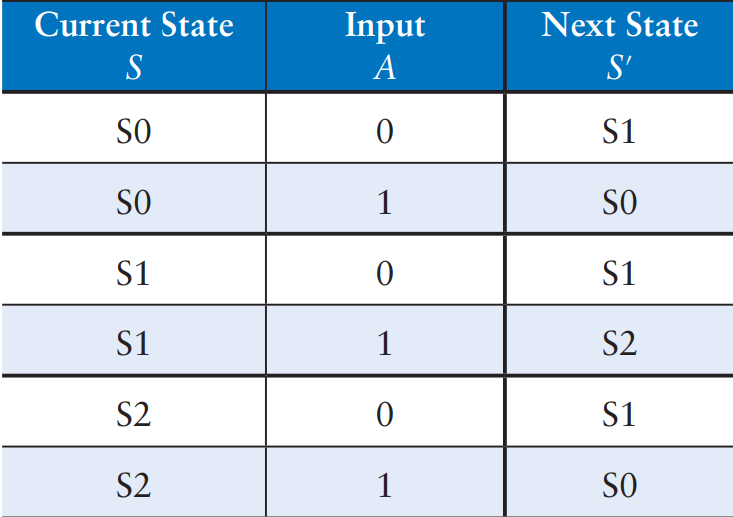 Current State Input Next State
S A S′
S0 0 S1
S0 1 S0
S1 0 S1
S1 1 S2
S2 0 S1
S2 1 S0